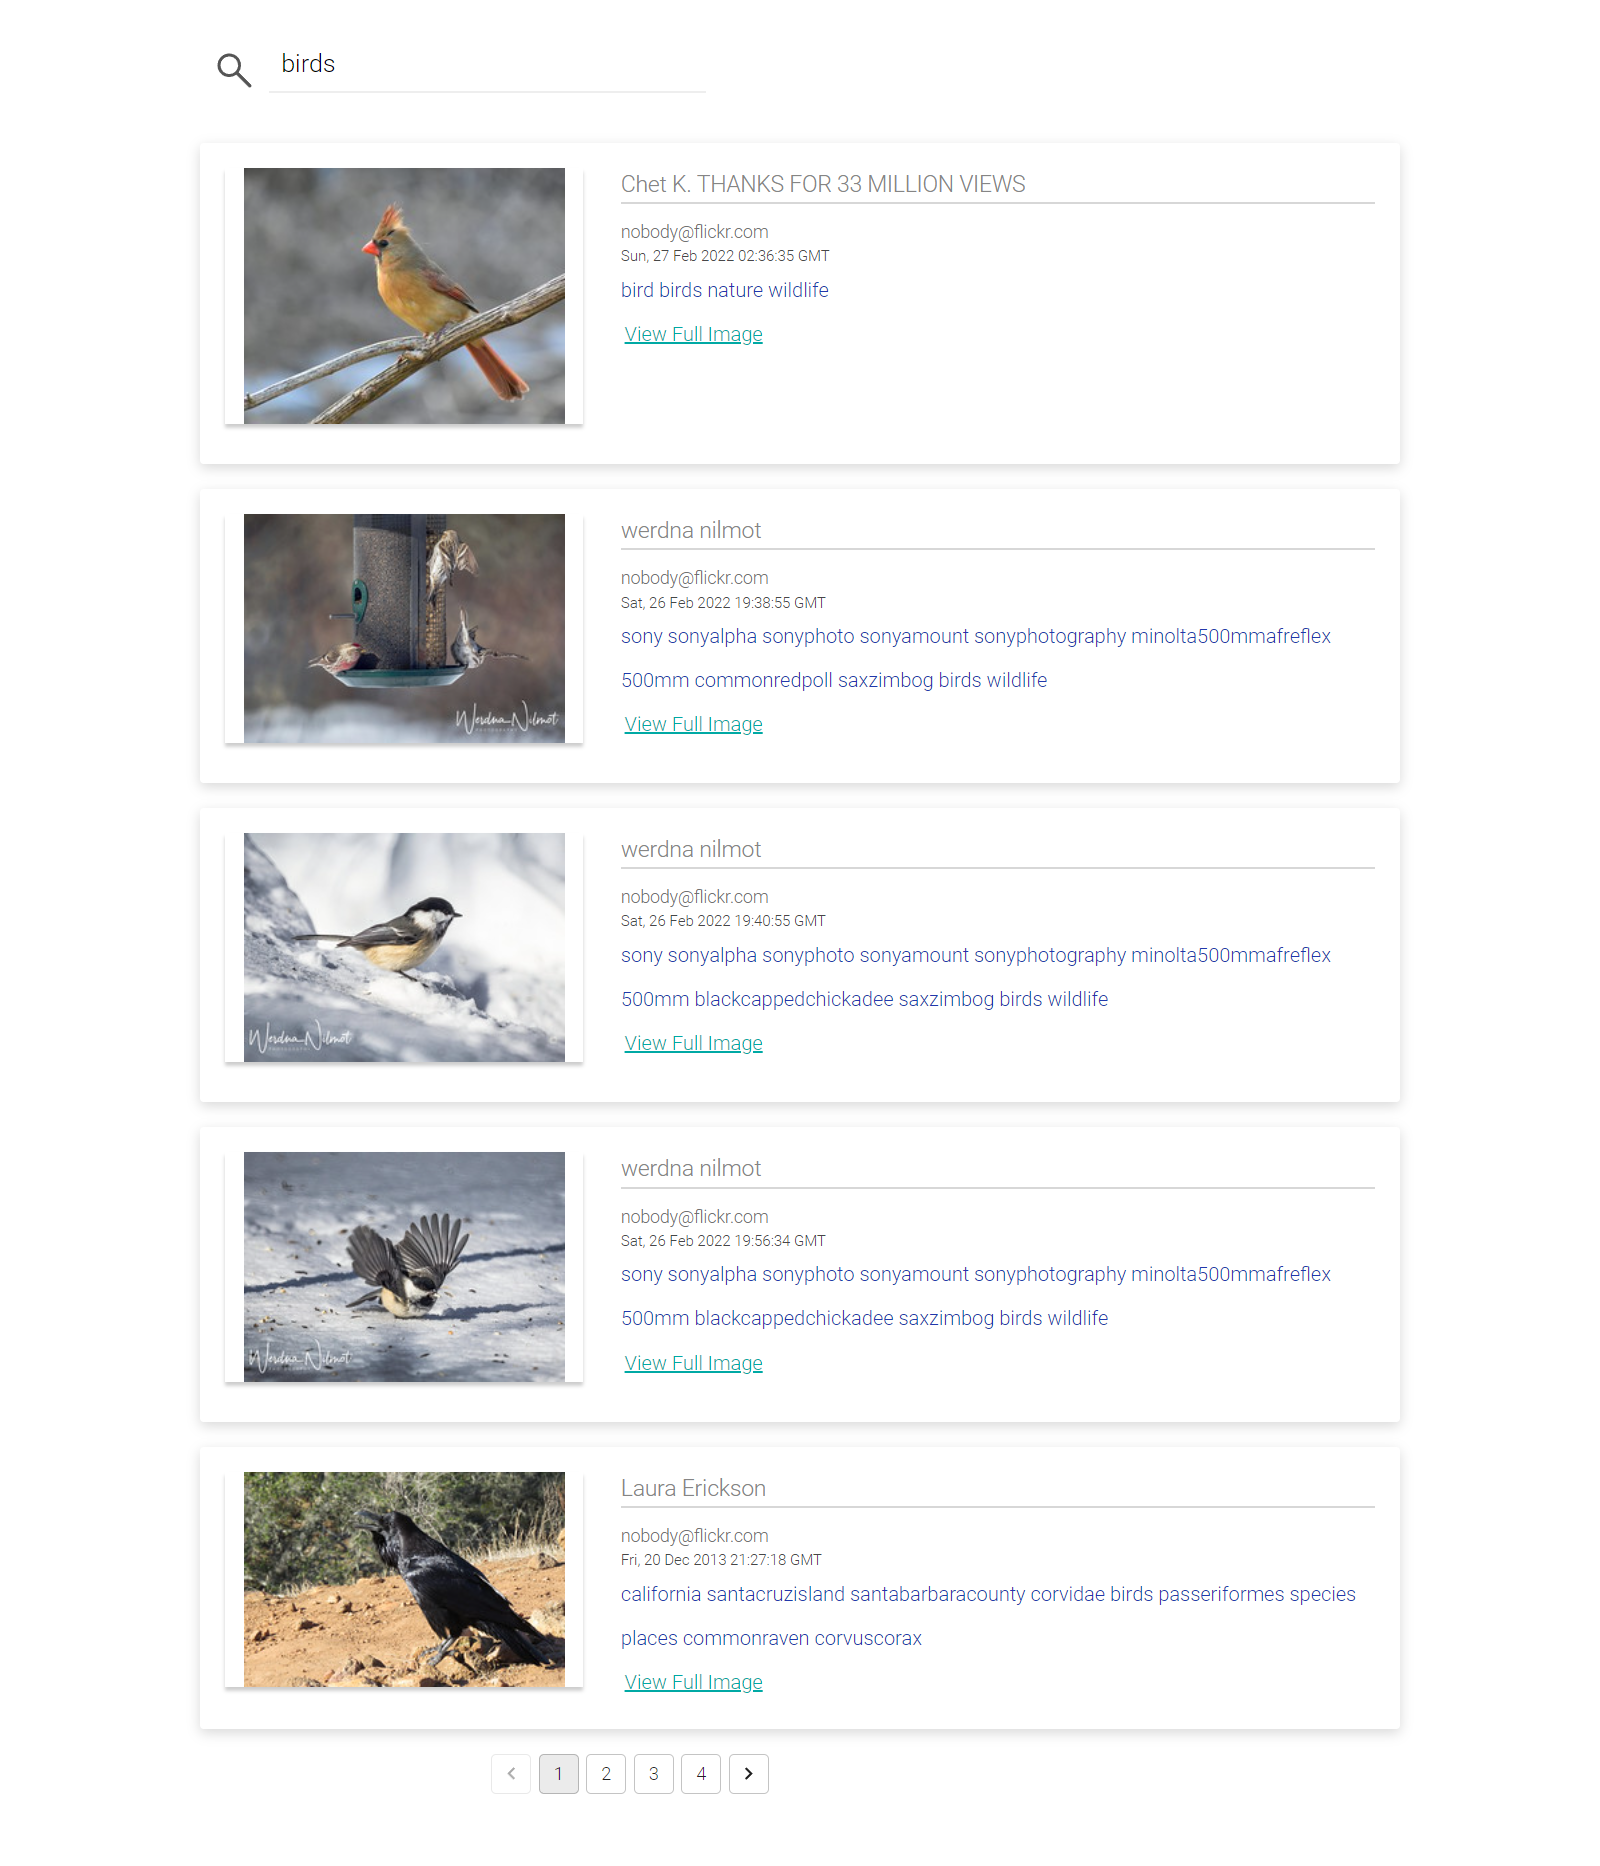 birds
Chet K. THANKS FOR 33 MILLION VIEWS
nobody@flickr.com
Sun, 27 Feb 2022 02:36:35 GMT
bird birds nature wildlife
View Full Image
werdna nilmot
nobody@flickr.com
Sat, 26 Feb 2022 19:38:55 GMT
sony sonyalpha sonyphoto sonyamount sonyphotography minolta500mmafreflex
500mm commonredpoll saxzimbog birds wildlife
View Full Image
Werdna Nilmot
PHOTOGRAPHY
werdna nilmot
nobody@flickr.com
Sat, 26 Feb 2022 19:40:55 GMT
sony sonyalpha sonyphoto sonyamount sonyphotography minolta500mmafreflex
500mm blackcappedchickadee saxzimbog birds wildlife
View Full Image
Werdna Nilmot
PHOTOGRAPHY
werdna nilmot
nobody@flickr.com
Sat, 26 Feb 2022 19:56:34 GMT
sony sonyalpha sonyphoto sonyamount sonyphotography minolta500mmafreflex
500mm blackcappedchickadee saxzimbog birds wildlife
View Full Image
Werdna Nilmot
Laura Erickson
nobody@flickr.com
Fri, 20 Dec 2013 21:27:18 GMT
california santacruzisland santabarbaracounty corvidae birds passeriformes species
places commonraven corvuscorax
View Full Image
1 2 3 4